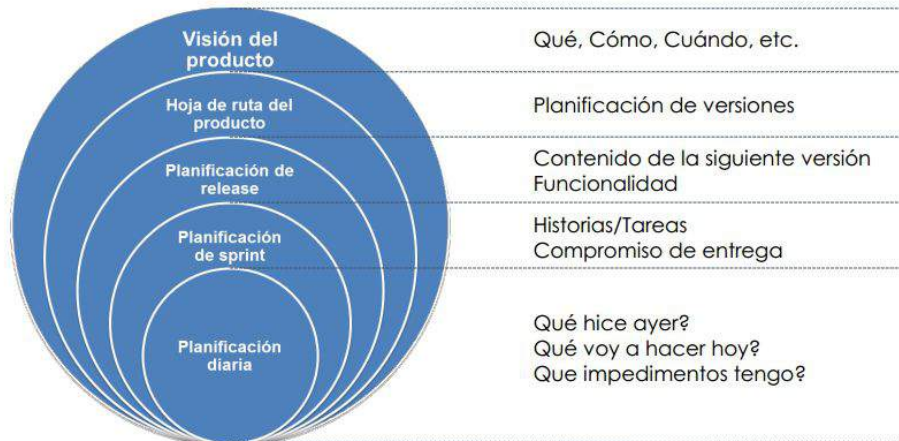 Visión del
producto
Qué, Cómo, Cuándo, etc.
Hoja de ruta del
producto
Planificación de versiones
Planificación de
release
Contenido de la siguiente versión
Funcionalidad
Planificación
de sprint
Historias/Tareas
Compromiso de entrega
Planificación
diaria
Qué hice ayer?
Qué voy a hacer hoy?
Que impedimentos tengo?